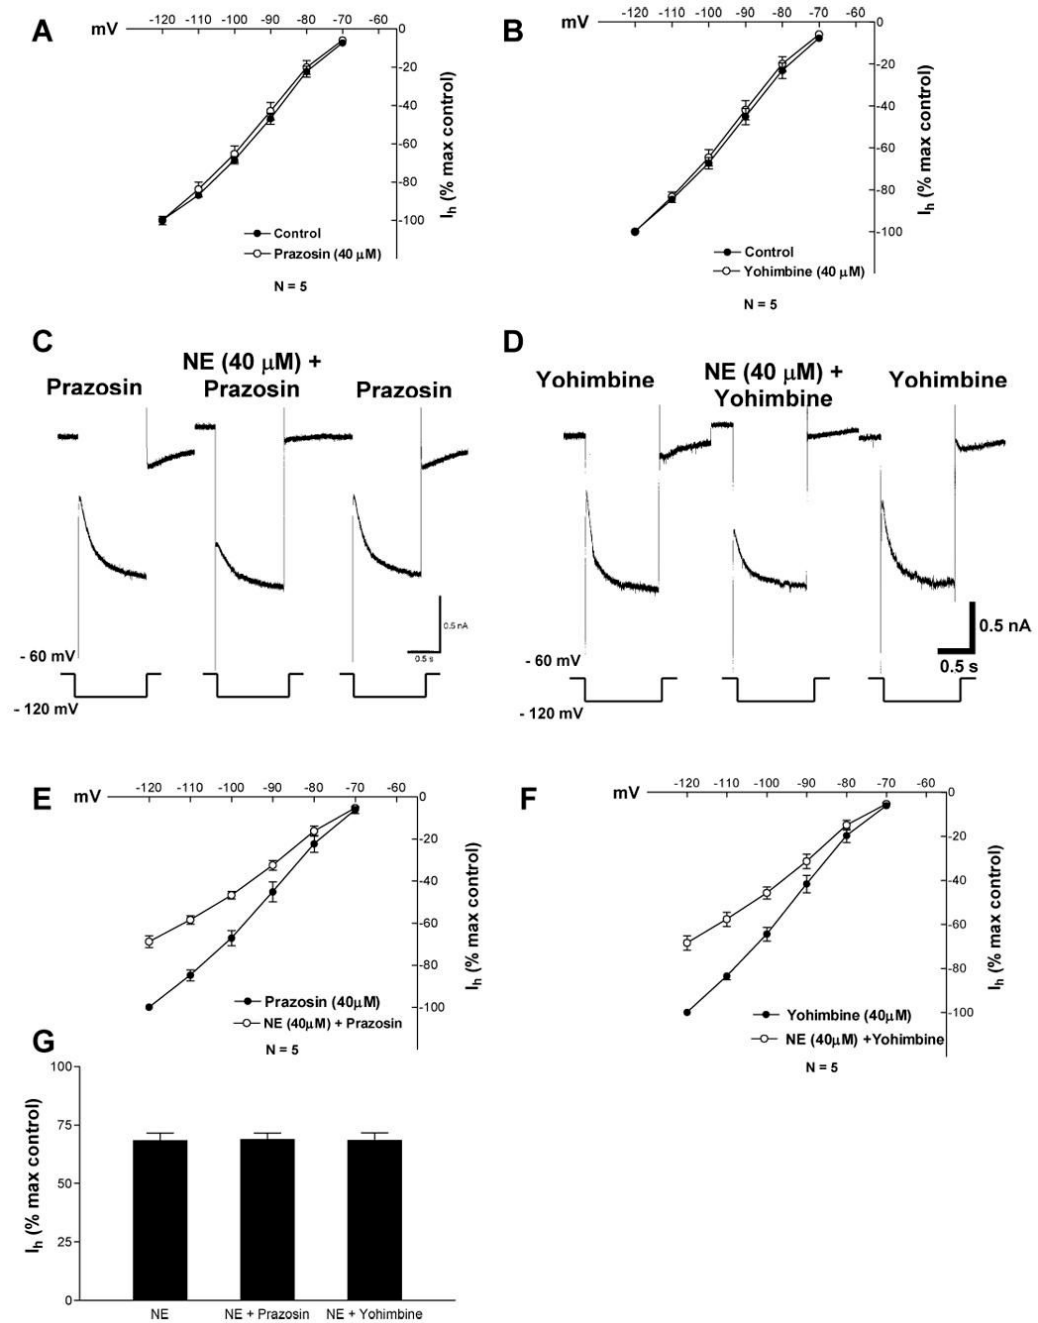 A
mV -120 -110 -100 -90 -80 -70 -60
0
-20
-40
-60
-80
-100
Ih (% max control)
Control
Prazosin (40 μM)
N = 5
B
mV -120 -110 -100 -90 -80 -70 -60
0
-20
-40
-60
-80
-100
Ih (% max control)
Control
Yohimbine (40 μM)
N = 5
C
Prazosin
NE (40 μM) +
Prazosin
Prazosin
0.5 nA
0.5 s
- 60 mV
- 120 mV
D
Yohimbine
NE (40 μM) +
Yohimbine
Yohimbine
0.5 nA
0.5 s
- 60 mV
- 120 mV
E
mV -120 -110 -100 -90 -80 -70 -60
0
-20
-40
-60
-80
-100
Ih (% max control)
Prazosin (40μM)
NE (40μM) + Prazosin
N = 5
F
mV -120 -110 -100 -90 -80 -70 -60
0
-20
-40
-60
-80
-100
Ih (% max control)
Yohimbine (40μM)
NE (40μM) +Yohimbine
N = 5
G
100
75
50
25
0
Ih (% max control)
NE NE + Prazosin NE + Yohimbine